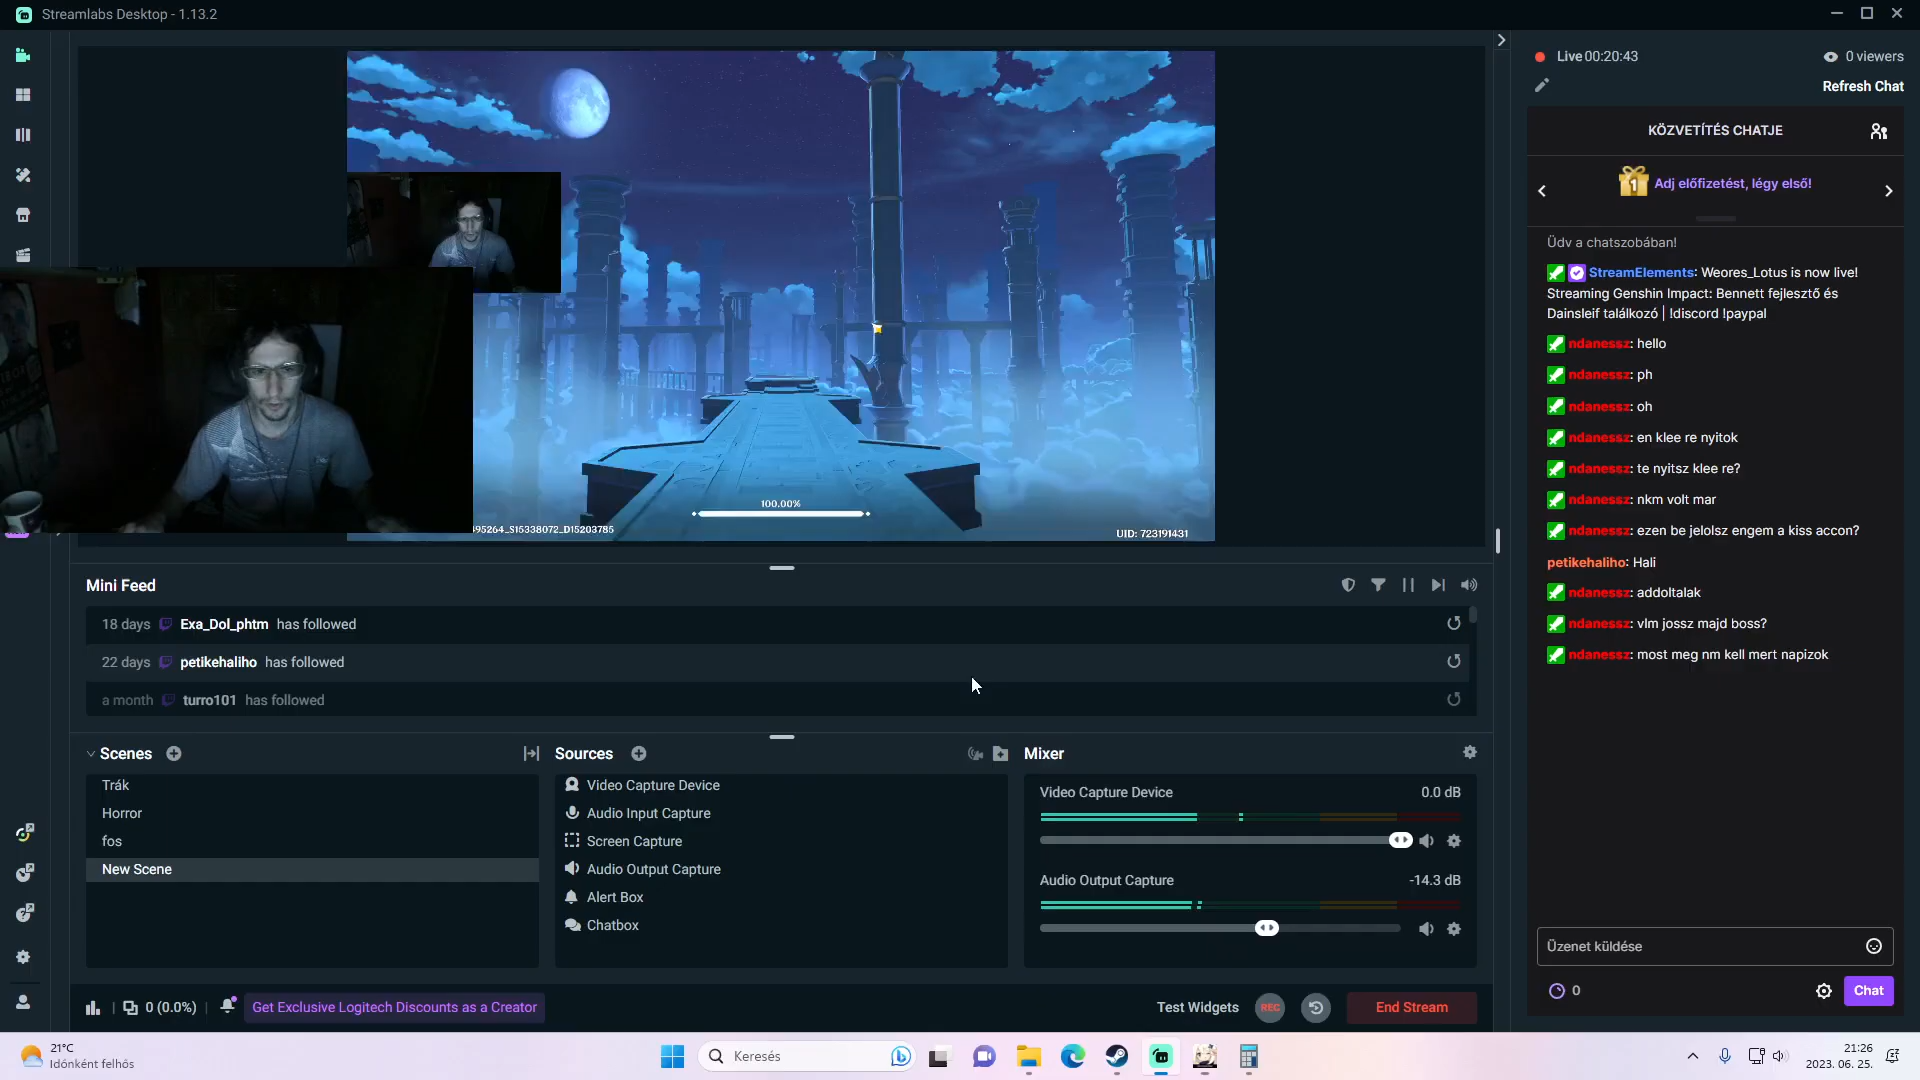 Streamlabs Desktop - 1.13.2
Live 00:20:43
0 viewers
Refresh Chat
KÖZVETÍTÉS CHATJE
1
Adj előfizetést, légy első!
Üdv a chatszobában!
StreamElements: Weores_Lotus is now live!
Streaming Genshin Impact: Bennett fejlesztő és
Dainsleif találkozó | !discord !paypal
ndanessz: hello
ndanessz: ph
ndanessz: oh
ndanessz: en klee re nyitok
ndanessz: te nyitsz klee re?
ndanessz: nkm volt mar
ndanessz: ezen be jelolsz engem a kiss accon?
petikehaliho: Hali
ndanessz: addoltalak
ndanessz: vlm jossz majd boss?
ndanessz: most meg nm kell mert napizok
Üzenet küldése
0
Chat
100.00%
95264_S15338072_D15203785
UID: 723191431
Mini Feed
18 days Exa_Dol_phtm has followed
22 days petikehaliho has followed
a month turro101 has followed
Scenes
Trák
Horror
fos
New Scene
Sources
Video Capture Device
Audio Input Capture
Screen Capture
Audio Output Capture
Alert Box
Chatbox
Mixer
Video Capture Device
0.0 dB
Audio Output Capture
-14.3 dB
0 (0.0%)
Get Exclusive Logitech Discounts as a Creator
Test Widgets
REC
End Stream
21°C
Időnként felhős
Keresés
21:26
2023. 06. 25.